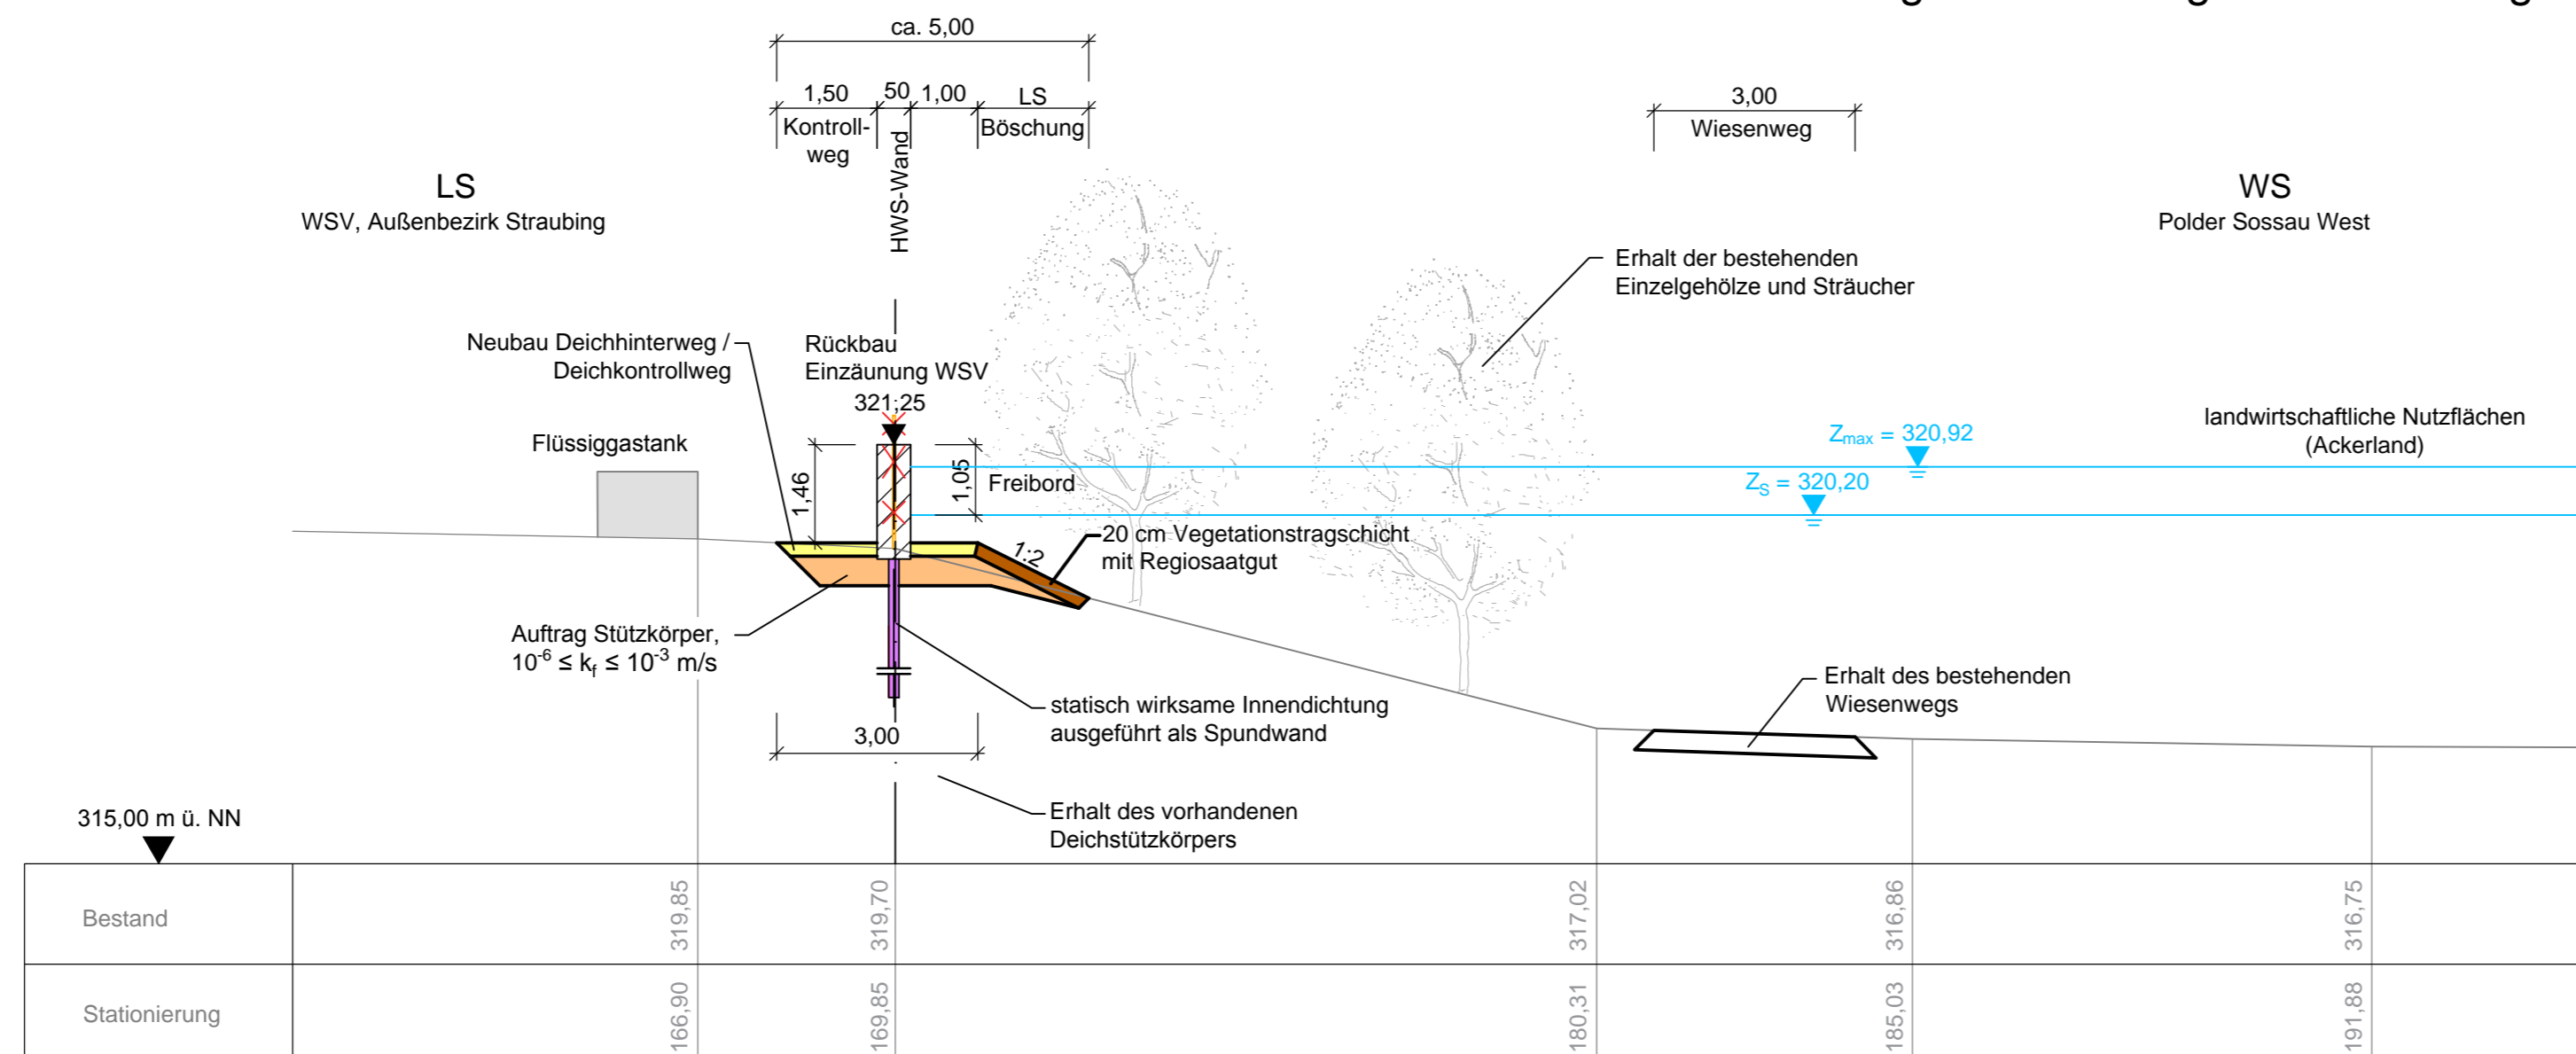 ca. 5,00
1,50
50
1,00
LS
Kontroll-
weg
Böschung
HWS-Wand
3,00
Wiesenweg
LS
WSV, Außenbezirk Straubing
WS
Polder Sossau West
Erhalt der bestehenden
Einzelgehölze und Sträucher
Neubau Deichhinterweg /
Deichkontrollweg
Rückbau
Einzäunung WSV
321,25
Flüssiggastank
1,46
1,05
Freibord
Zmax = 320,92
ZS = 320,20
landwirtschaftliche Nutzflächen
(Ackerland)
1:2
20 cm Vegetationstragschicht
mit Regiosaatgut
Auftrag Stützkörper,
10-6 ≤ kf ≤ 10-3 m/s
statisch wirksame Innendichtung
ausgeführt als Spundwand
3,00
Erhalt des bestehenden
Wiesenwegs
Erhalt des vorhandenen
Deichstützkörpers
315,00 m ü. NN
Bestand
319,85
319,70
317,02
316,86
316,75
Stationierung
166,90
169,85
180,31
185,03
191,88